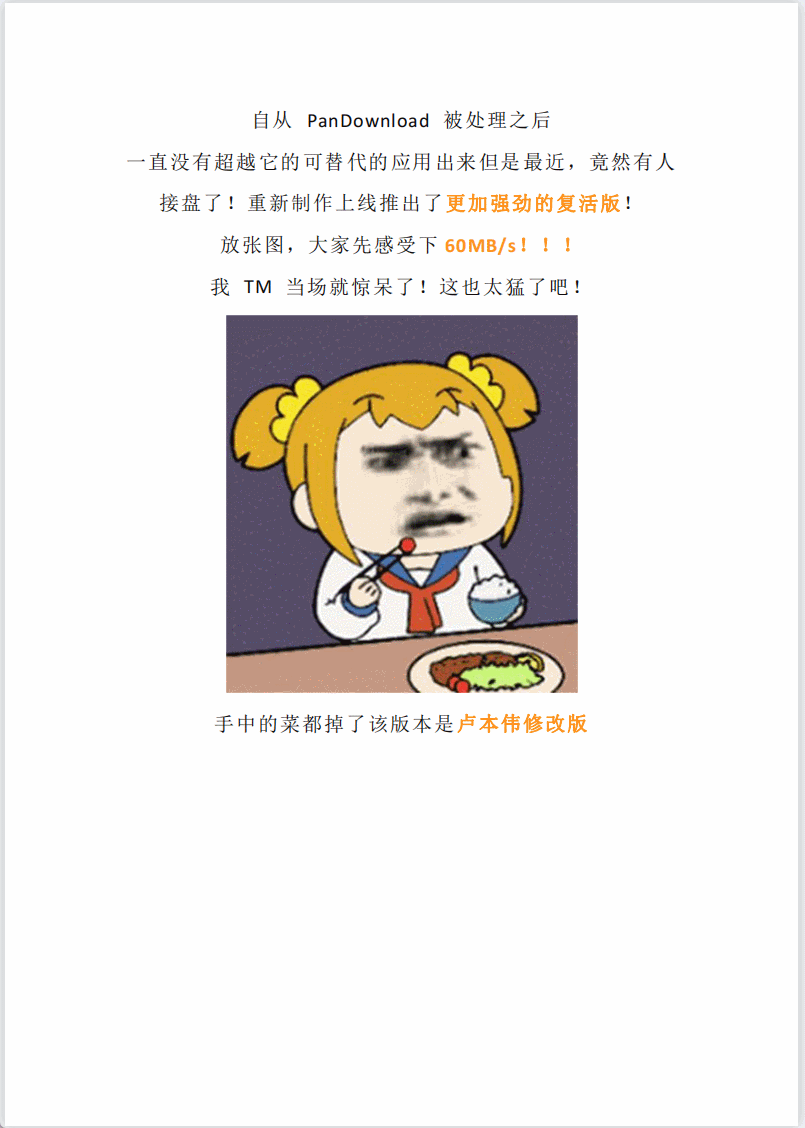 自从 PanDownload 被处理之后
一直没有超越它的可替代的应用出来但是最近，竟然有人
接盘了！重新制作上线推出了更加强劲的复活版！
放张图，大家先感受下 60MB/s！！！
我 TM 当场就惊呆了！这也太猛了吧！
手中的菜都掉了该版本是卢本伟修改版